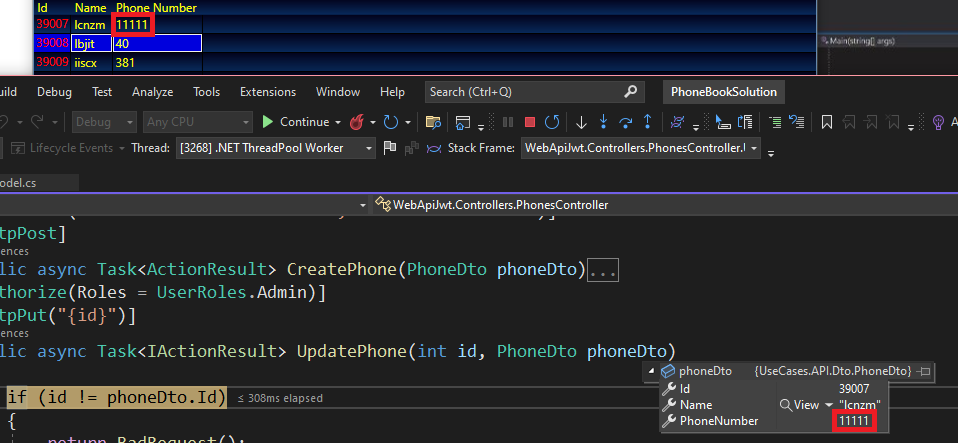 Id Name Phone Number
39007 lcnzm 11111
39008 lbjit 40
39009 iiscx 381
Main(string[] args)
uild Debug Test Analyze Tools Extensions Window Help Search (Ctrl+Q) PhoneBookSolution
Debug Any CPU Continue
Lifecycle Events Thread: [3268] .NET ThreadPool Worker Stack Frame: WebApiJwt.Controllers.PhonesController.U
odel.cs
WebApiJwt.Controllers.PhonesController
tpPost]
rences
lic async Task<ActionResult> CreatePhone(PhoneDto phoneDto)...
thorize(Roles = UserRoles.Admin)]
tpPut("{id}")]
rences
lic async Task<IActionResult> UpdatePhone(int id, PhoneDto phoneDto)
phoneDto {UseCases.API.Dto.PhoneDto}
if (id != phoneDto.Id) ≤ 308ms elapsed
Id 39007
Name View "lcnzm"
PhoneNumber 11111
{
return BadRequest();